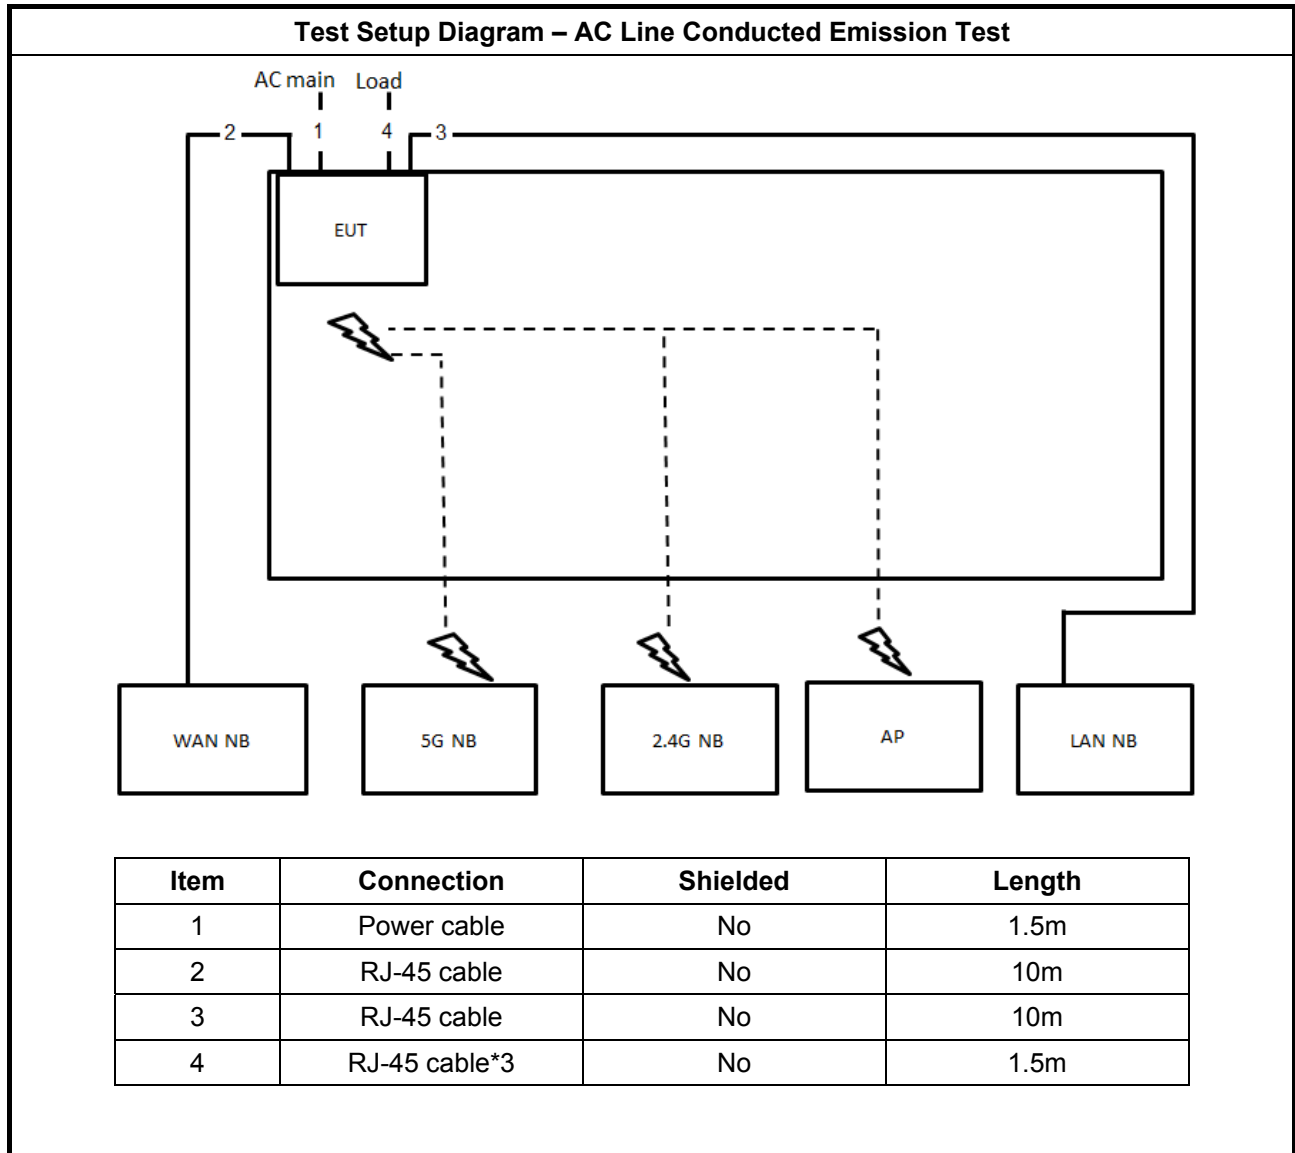 Test Setup Diagram – AC Line Conducted Emission Test
AC main Load
2 1 4 3
EUT
WAN NB 5G NB 2.4G NB AP LAN NB
Item Connection Shielded Length
1 Power cable No 1.5m
2 RJ-45 cable No 10m
3 RJ-45 cable No 10m
4 RJ-45 cable*3 No 1.5m